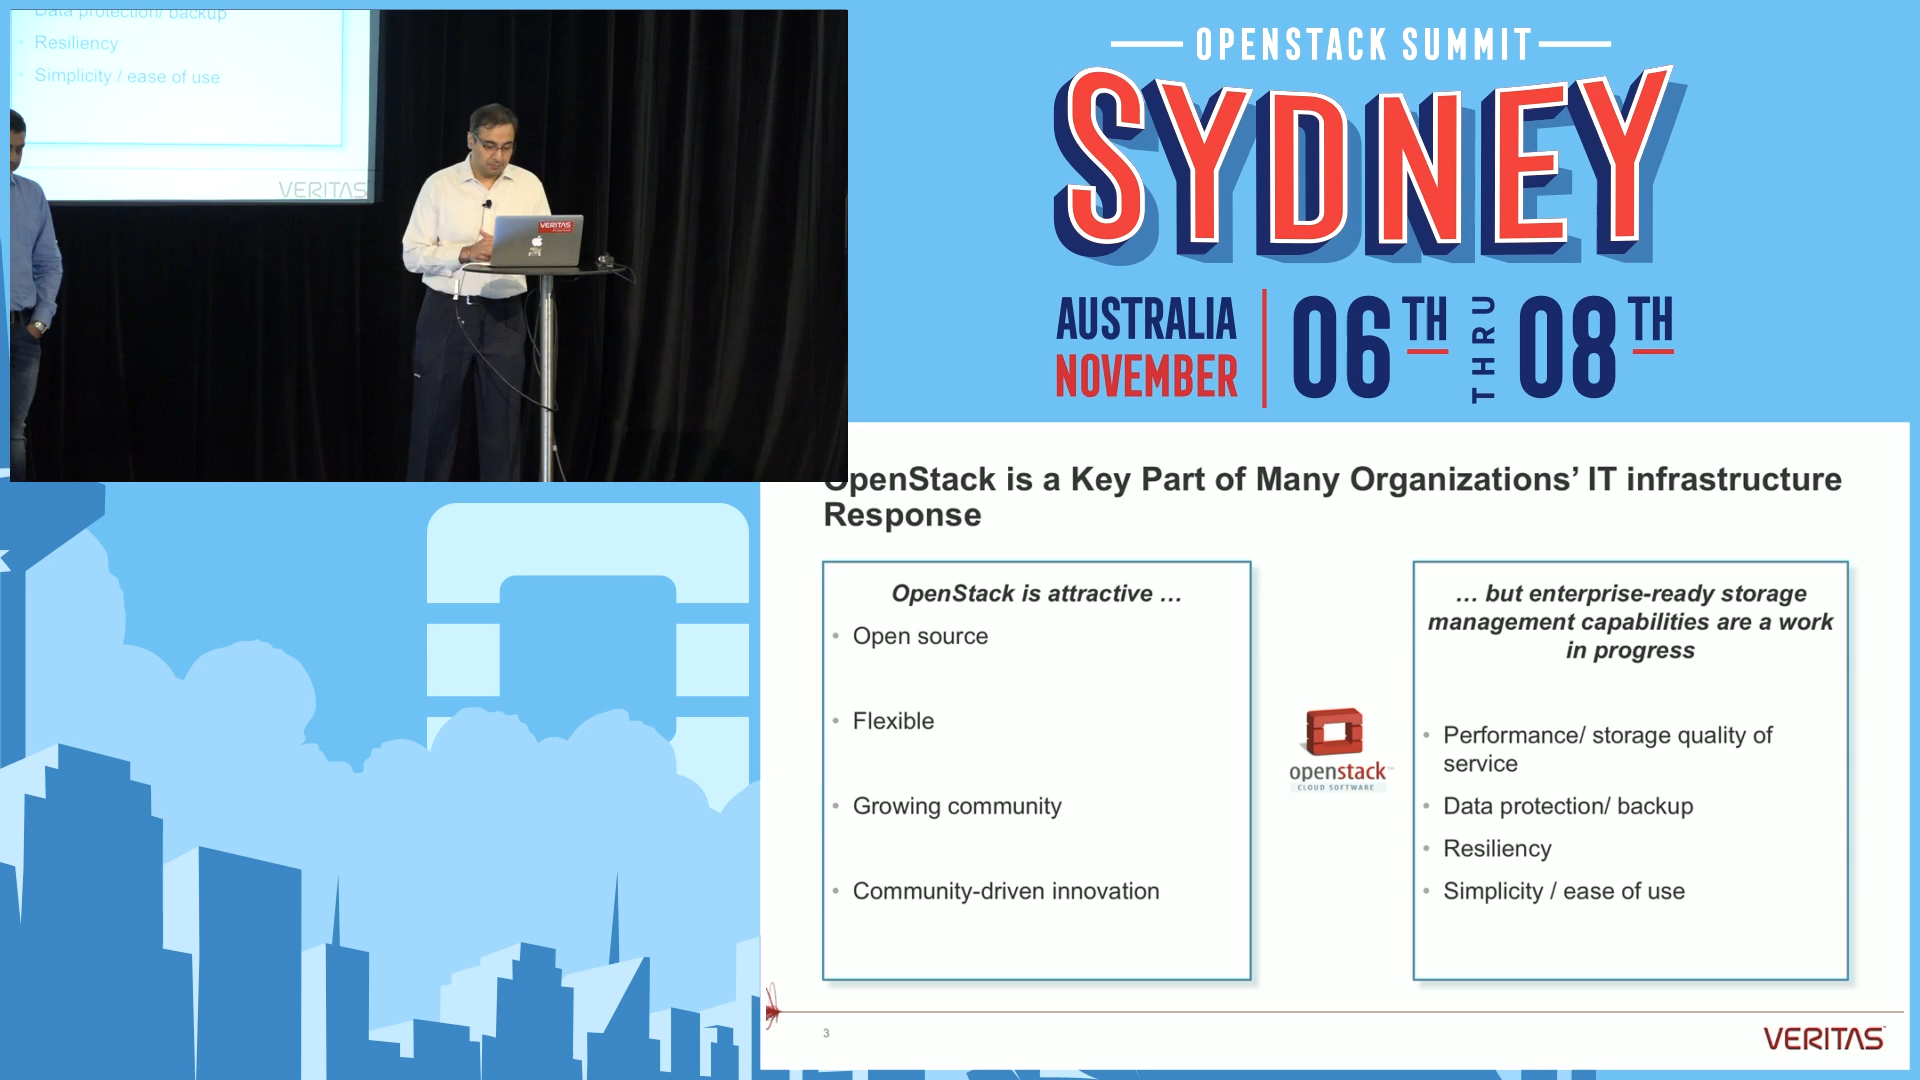 Data protection/ backup
Resiliency
Simplicity / ease of use
VERITAS
VERITAS
OPENSTACK SUMMIT
SYDNEY
AUSTRALIA
NOVEMBER
06TH THRU 08TH
OpenStack is a Key Part of Many Organizations’ IT infrastructure
Response
OpenStack is attractive …
• Open source
• Flexible
• Growing community
• Community-driven innovation
openstack
CLOUD SOFTWARE
… but enterprise-ready storage
management capabilities are a work
in progress
• Performance/ storage quality of
service
• Data protection/ backup
• Resiliency
• Simplicity / ease of use
3
VERITAS